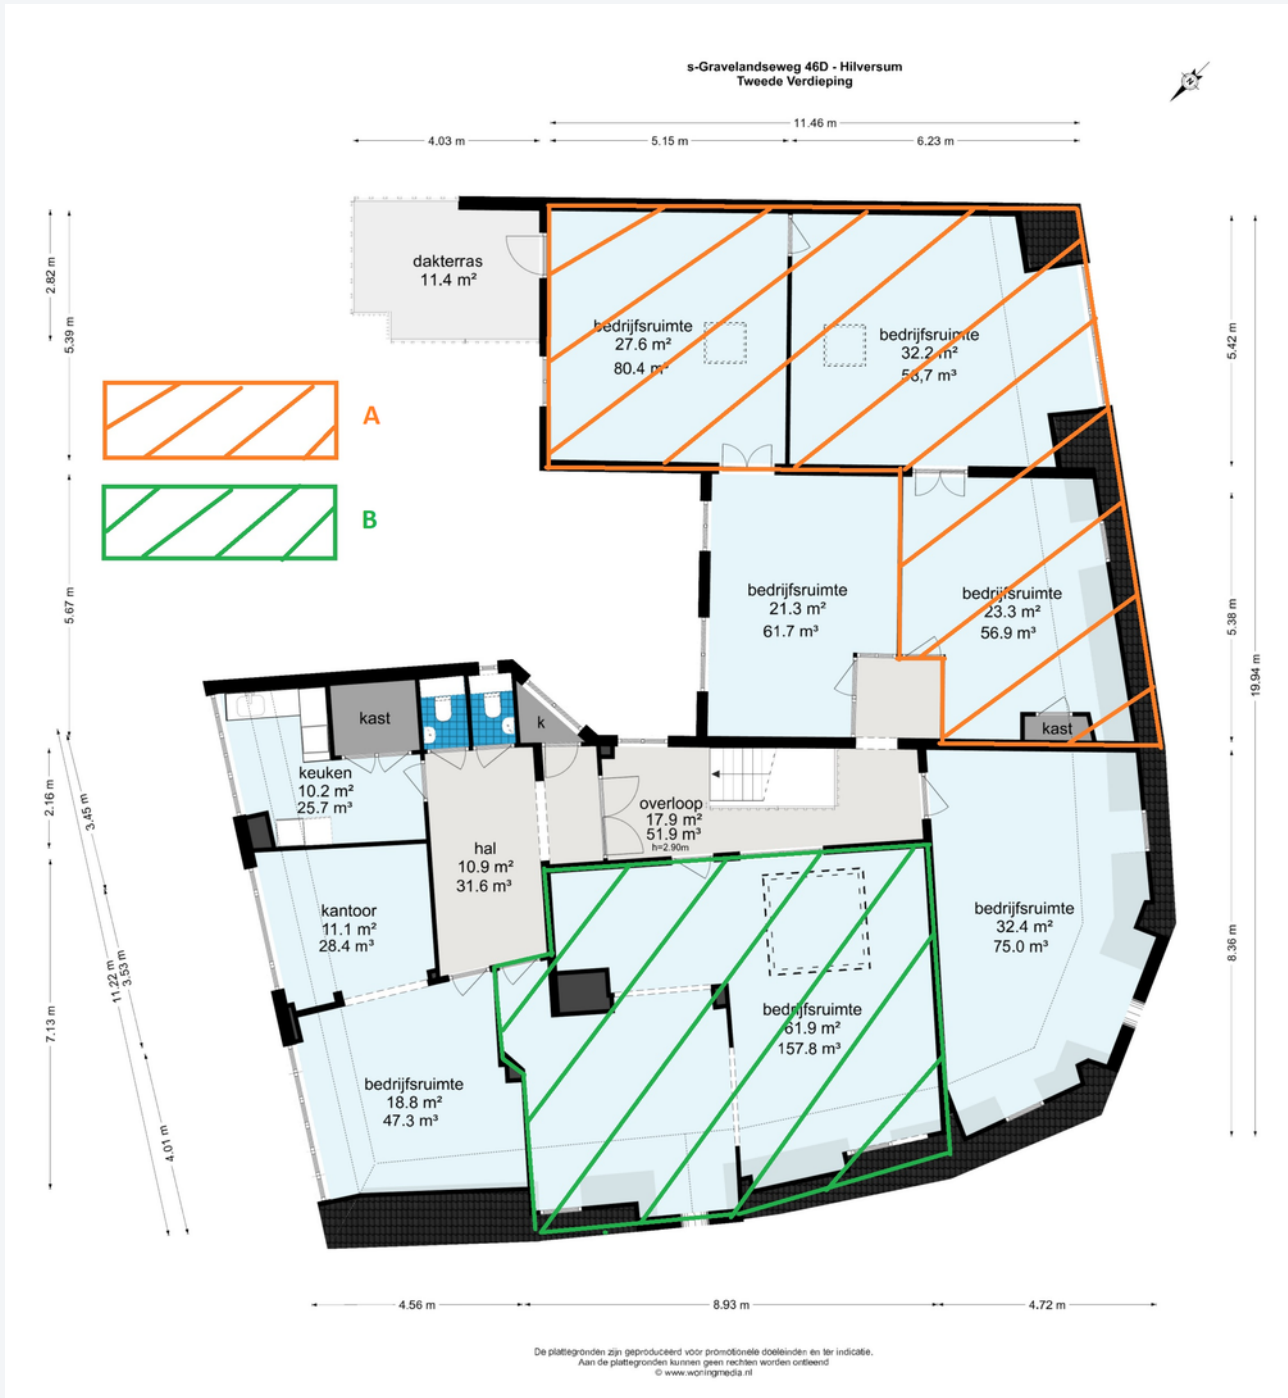 s-Gravelandseweg 46D - Hilversum
Tweede Verdieping
N
11.46 m
4.03 m
5.15 m
6.23 m
2.82 m
5.39 m
5.67 m
2.16 m
3.45 m
11.22 m
3.53 m
7.13 m
4.01 m
5.42 m
5.38 m
19.94 m
8.36 m
dakterras
11.4 m²
bedrijfsruimte
27.6 m²
80.4 m³
bedrijfsruimte
32.2 m²
53,7 m³
A
B
bedrijfsruimte
21.3 m²
61.7 m³
bedrijfsruimte
23.3 m²
56.9 m³
kast
kast
k
keuken
10.2 m²
25.7 m³
overloop
17.9 m²
51.9 m³
h=2.90m
hal
10.9 m²
31.6 m³
kantoor
11.1 m²
28.4 m³
bedrijfsruimte
32.4 m²
75.0 m³
bedrijfsruimte
61.9 m²
157.8 m³
bedrijfsruimte
18.8 m²
47.3 m³
4.56 m
8.93 m
4.72 m
De plattegronden zijn geproduceerd voor promotionele doeleinden en ter indicatie.
Aan de plattegronden kunnen geen rechten worden ontleend
© www.woningmedia.nl